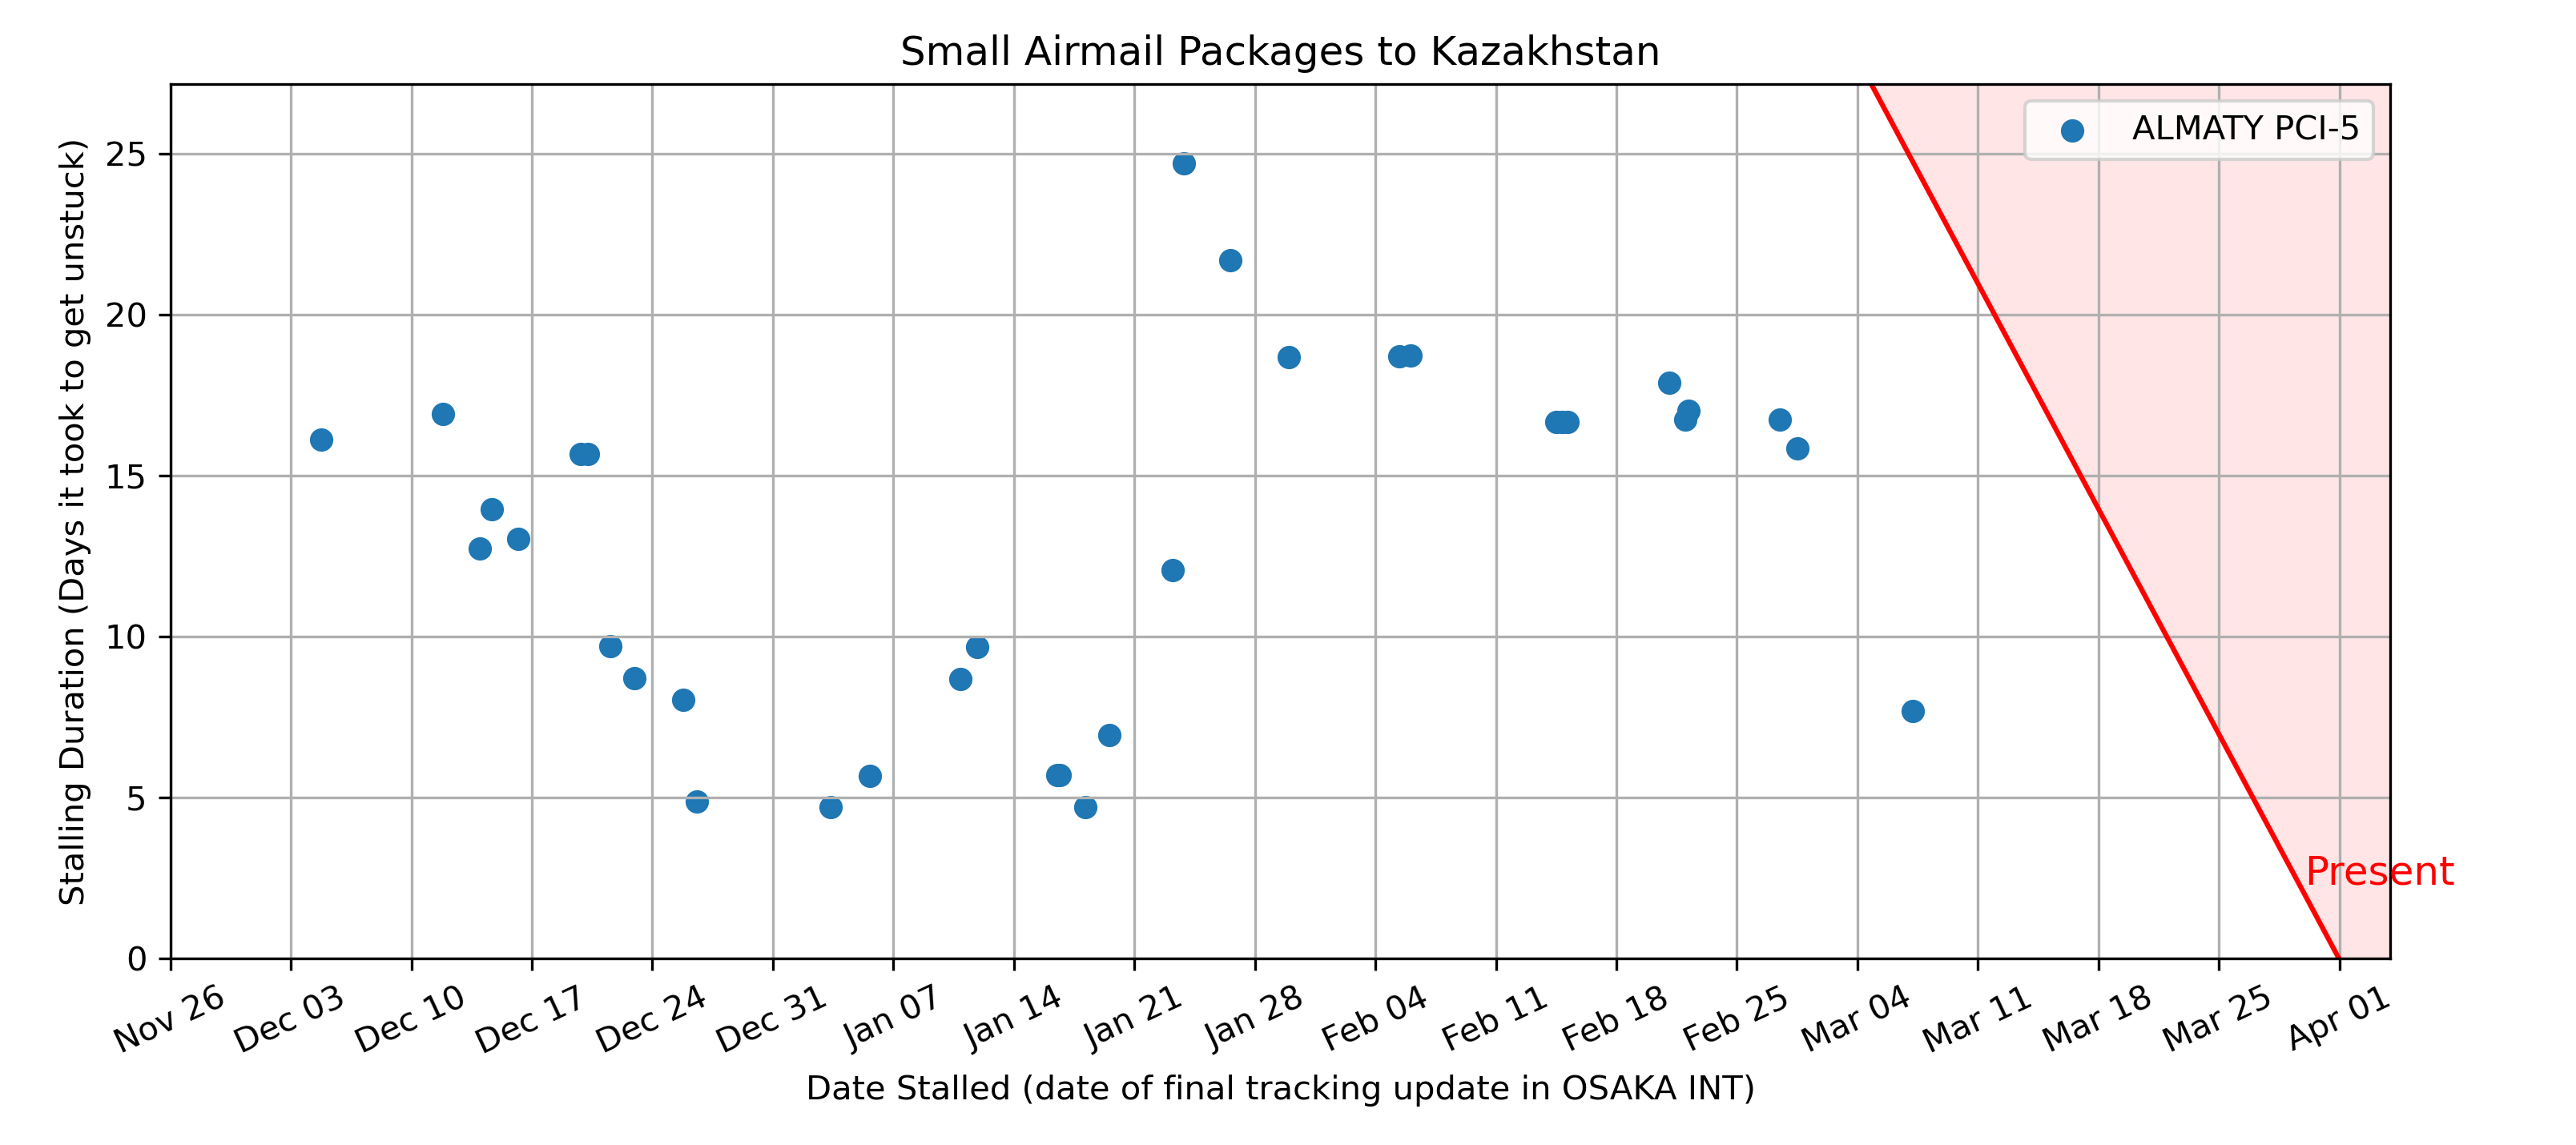 Small Airmail Packages to Kazakhstan
ALMATY PCI-5
Stalling Duration (Days it took to get unstuck)
25
20
15
10
5
0
Present
Nov 26
Dec 03
Dec 10
Dec 17
Dec 24
Dec 31
Jan 07
Jan 14
Jan 21
Jan 28
Feb 04
Feb 11
Feb 18
Feb 25
Mar 04
Mar 11
Mar 18
Mar 25
Apr 01
Date Stalled (date of final tracking update in OSAKA INT)